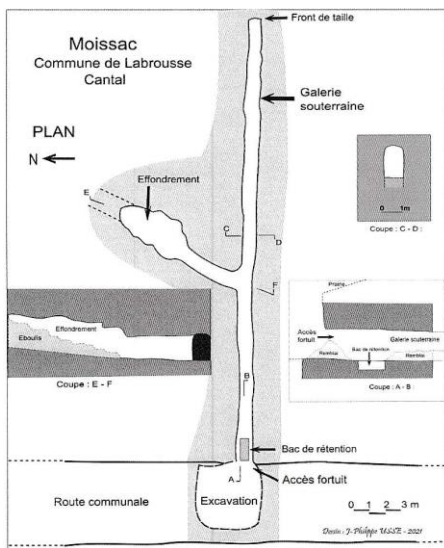 Moissac
Commune de Labrousse
Cantal
Front de taille
Galerie
souterraine
PLAN
N
Effondrement
E
C
D
F
0 1m
Coupe : C - D :
Effondrement
Eboulis
Coupe : E - F
Prairie
Accès
fortuit
Galerie souterraine
Remblai
Bac de rétention
Remblai
Coupe : A - B
B
Bac de rétention
A
Accès fortuit
Route communale
Excavation
0 1 2 3 m
Dessin : J- Philippe USSE - 2021